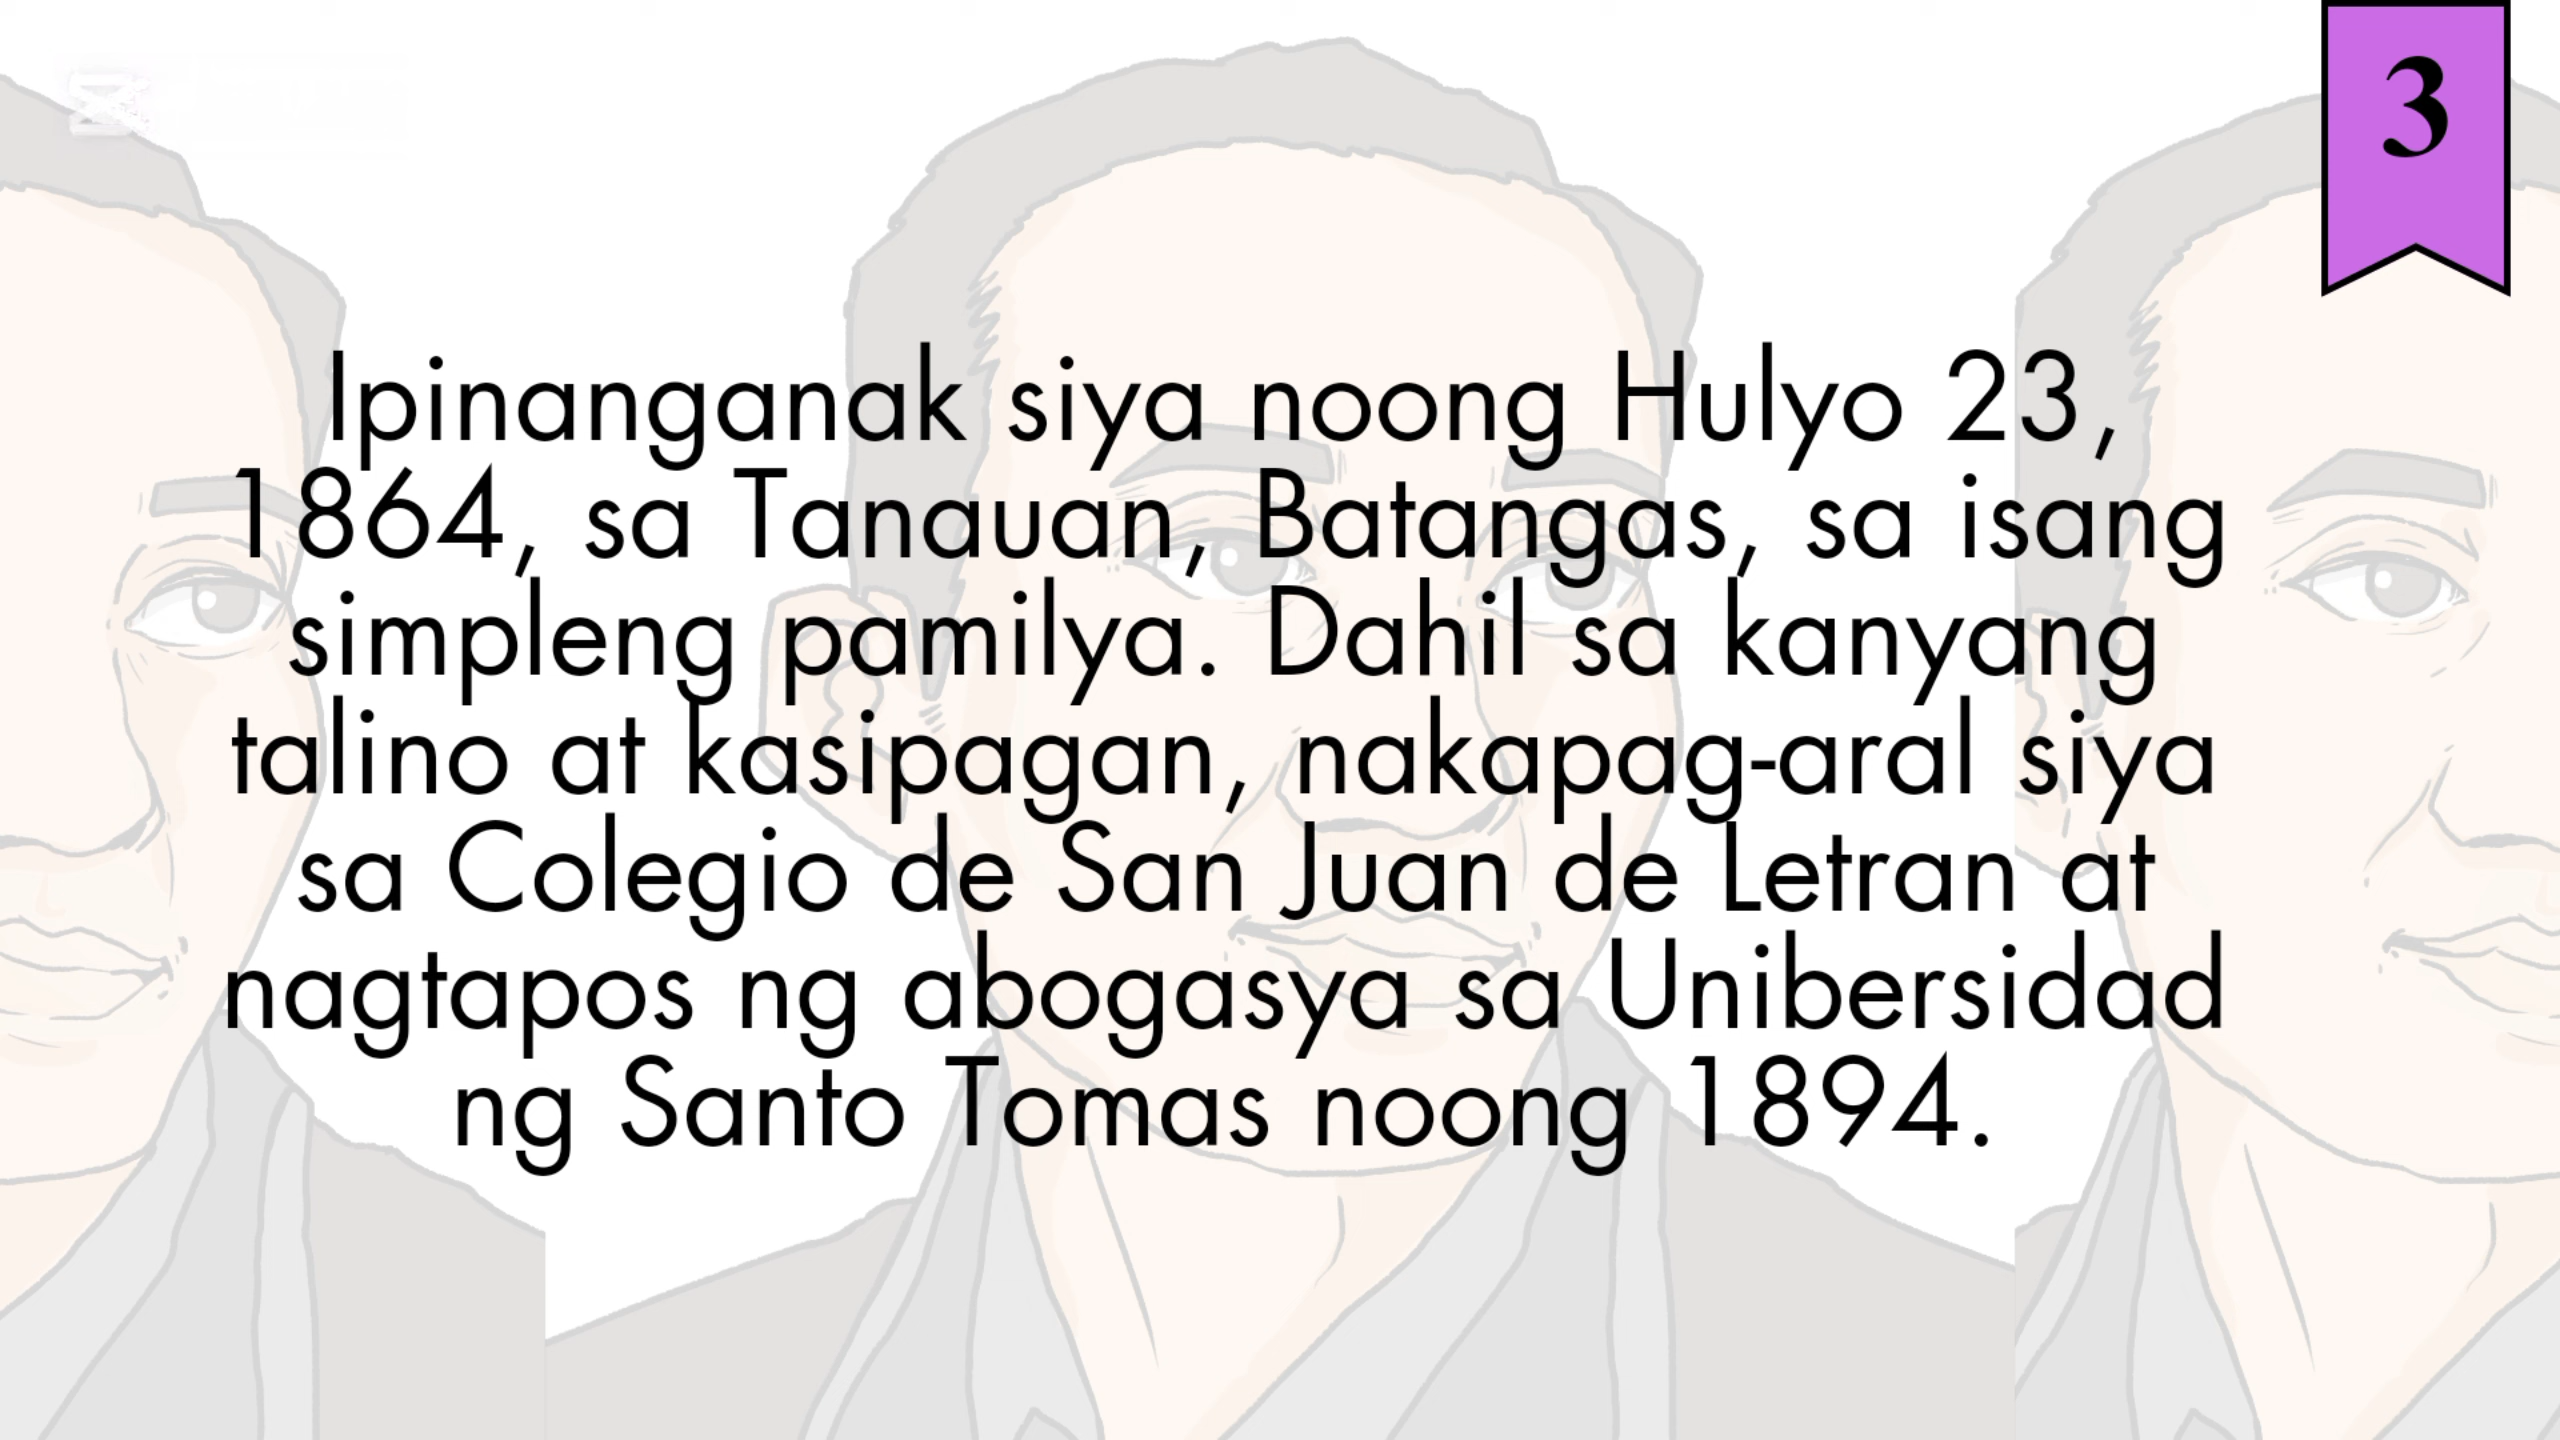 3
Ipinanganak siya noong Hulyo 23,
1864, sa Tanauan, Batangas, sa isang
simpleng pamilya. Dahil sa kanyang
talino at kasipagan, nakapag-aral siya
sa Colegio de San Juan de Letran at
nagtapos ng abogasya sa Unibersidad
ng Santo Tomas noong 1894.